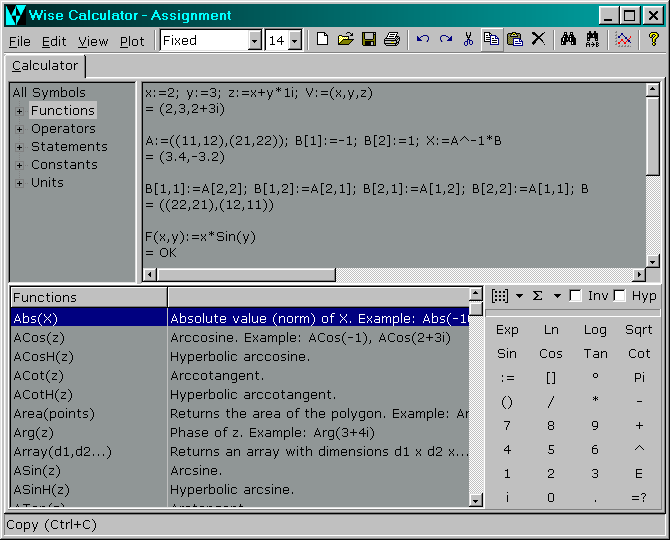 Wise Calculator - Assignment
File Edit View Plot Fixed 14
Calculator
All Symbols
Functions
Operators
Statements
Constants
Units
x:=2; y:=3; z:=x+y*1i; V:=(x,y,z)
= (2,3,2+3i)
A:=((11,12),(21,22)); B[1]:=-1; B[2]:=1; X:=A^-1*B
= (3.4,-3.2)
B[1,1]:=A[2,2]; B[1,2]:=A[2,1]; B[2,1]:=A[1,2]; B[2,2]:=A[1,1]; B
= ((22,21),(12,11))
F(x,y):=x*Sin(y)
= OK
Functions
Abs(X) Absolute value (norm) of X. Example: Abs(-10
ACos(z) Arccosine. Example: ACos(-1), ACos(2+3i)
ACosH(z) Hyperbolic arccosine.
ACot(z) Arccotangent.
ACotH(z) Hyperbolic arccotangent.
Area(points) Returns the area of the polygon. Example: Ar
Arg(z) Phase of z. Example: Arg(3+4i)
Array(d1,d2...) Returns an array with dimensions d1 x d2 x...
ASin(z) Arcsine.
ASinH(z) Hyperbolic arcsine.
ATan(z) Arctangent.
Σ Inv Hyp
Exp Ln Log Sqrt
Sin Cos Tan Cot
:= [] ° Pi
() / * -
7 8 9 +
4 5 6 ^
1 2 3 E
i 0 . =?
Copy (Ctrl+C)